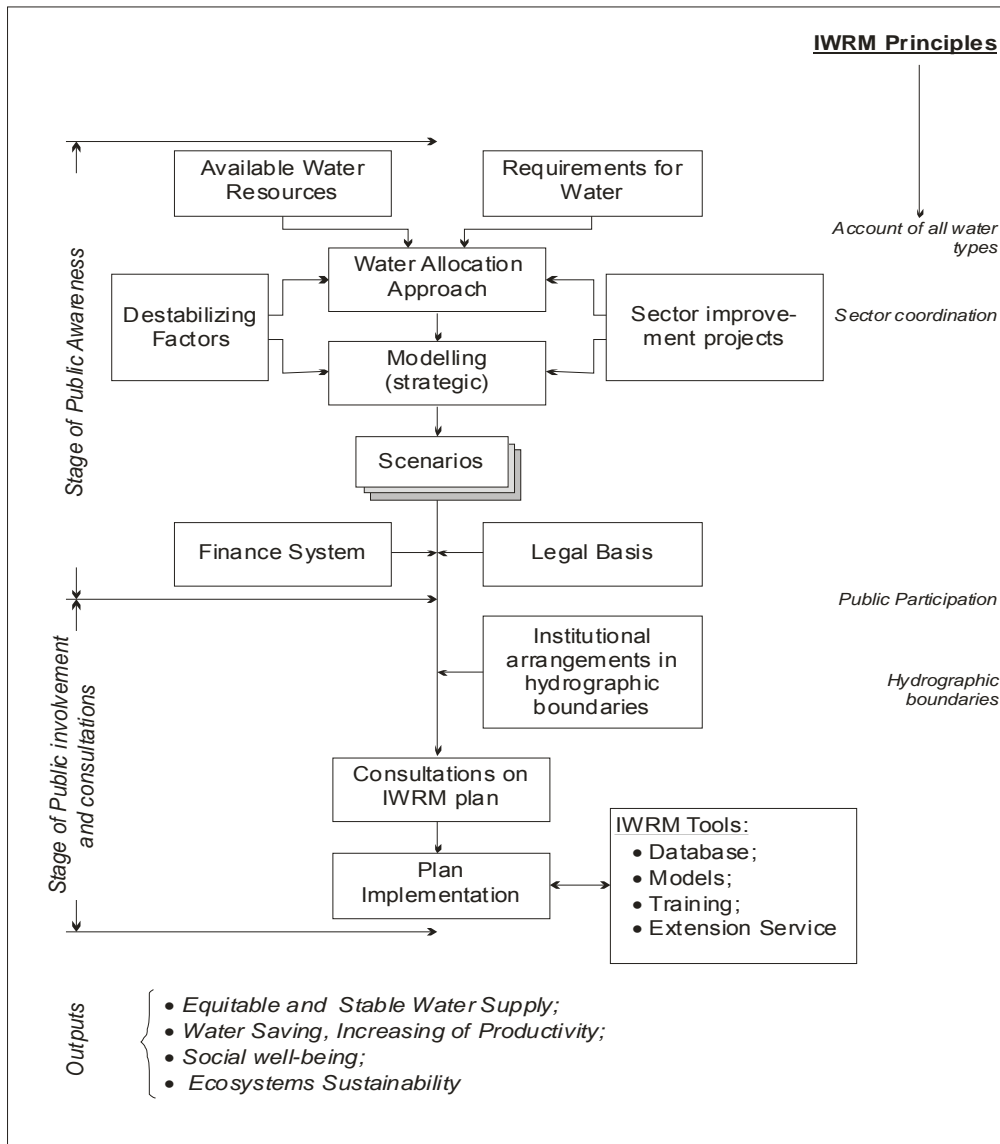 IWRM Principles
Available Water
Resources
Requirements for
Water
Account of all water
types
Water Allocation
Approach
Destabilizing
Factors
Sector improve-
ment projects
Sector coordination
Modelling
(strategic)
Scenarios
Stage of Public Awareness
Finance System
Legal Basis
Public Participation
Institutional
arrangements in
hydrographic
boundaries
Hydrographic
boundaries
Stage of Public involvement
and consultations
Consultations on
IWRM plan
Plan
Implementation
IWRM Tools:
• Database;
• Models;
• Training;
• Extension Service
Outputs
• Equitable and Stable Water Supply;
• Water Saving, Increasing of Productivity;
• Social well-being;
• Ecosystems Sustainability